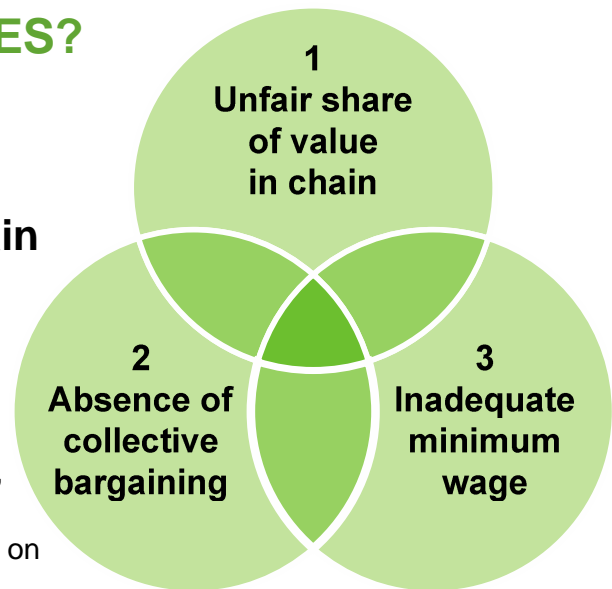 ES?
1
Unfair share
of value
in chain
in
2
Absence of
collective
bargaining
3
Inadequate
minimum
wage
on